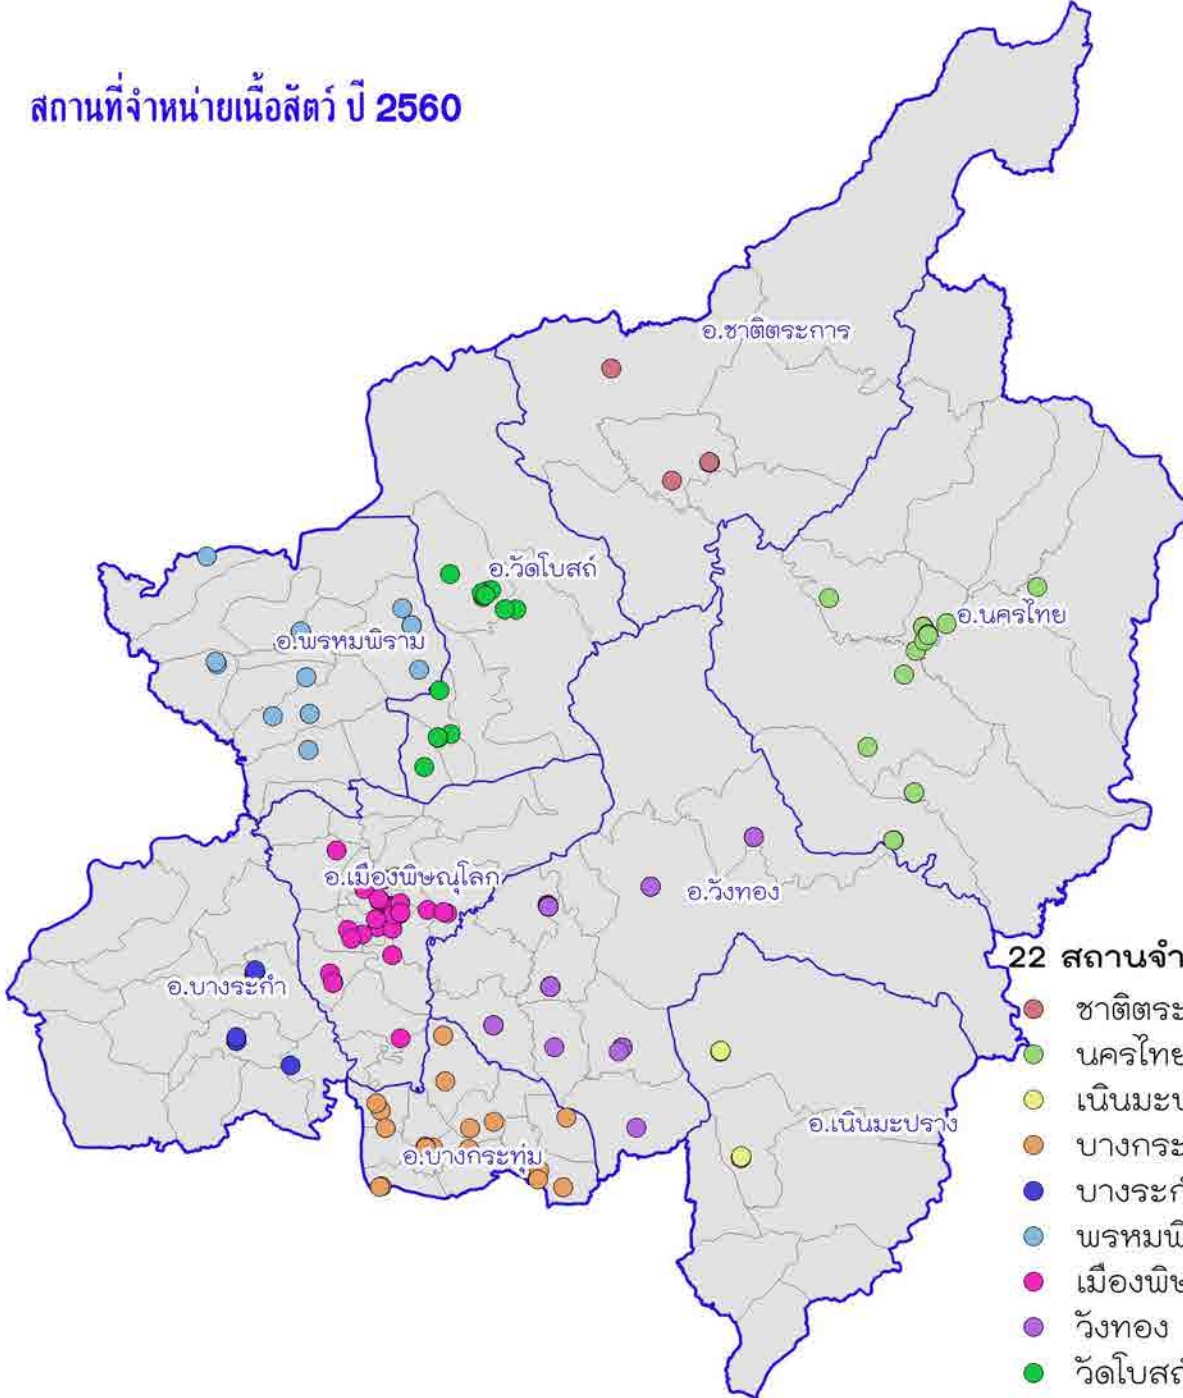 สถานที่จำหน่ายเนื้อสัตว์ ปี 2560
อ.ชาติตระการ
อ.วัดโบสถ์
อ.นครไทย
อ.พรหมพิราม
อ.เมืองพิษณุโลก
อ.วังทอง
อ.บางระกำ
อ.เนินมะปราง
อ.บางกระทุ่ม
22 สถานจำ
ชาติตระ
นครไทย
เนินมะป
บางกระ
บางระกำ
พรหมพิ
เมืองพิษ
วังทอง
วัดโบสถ์